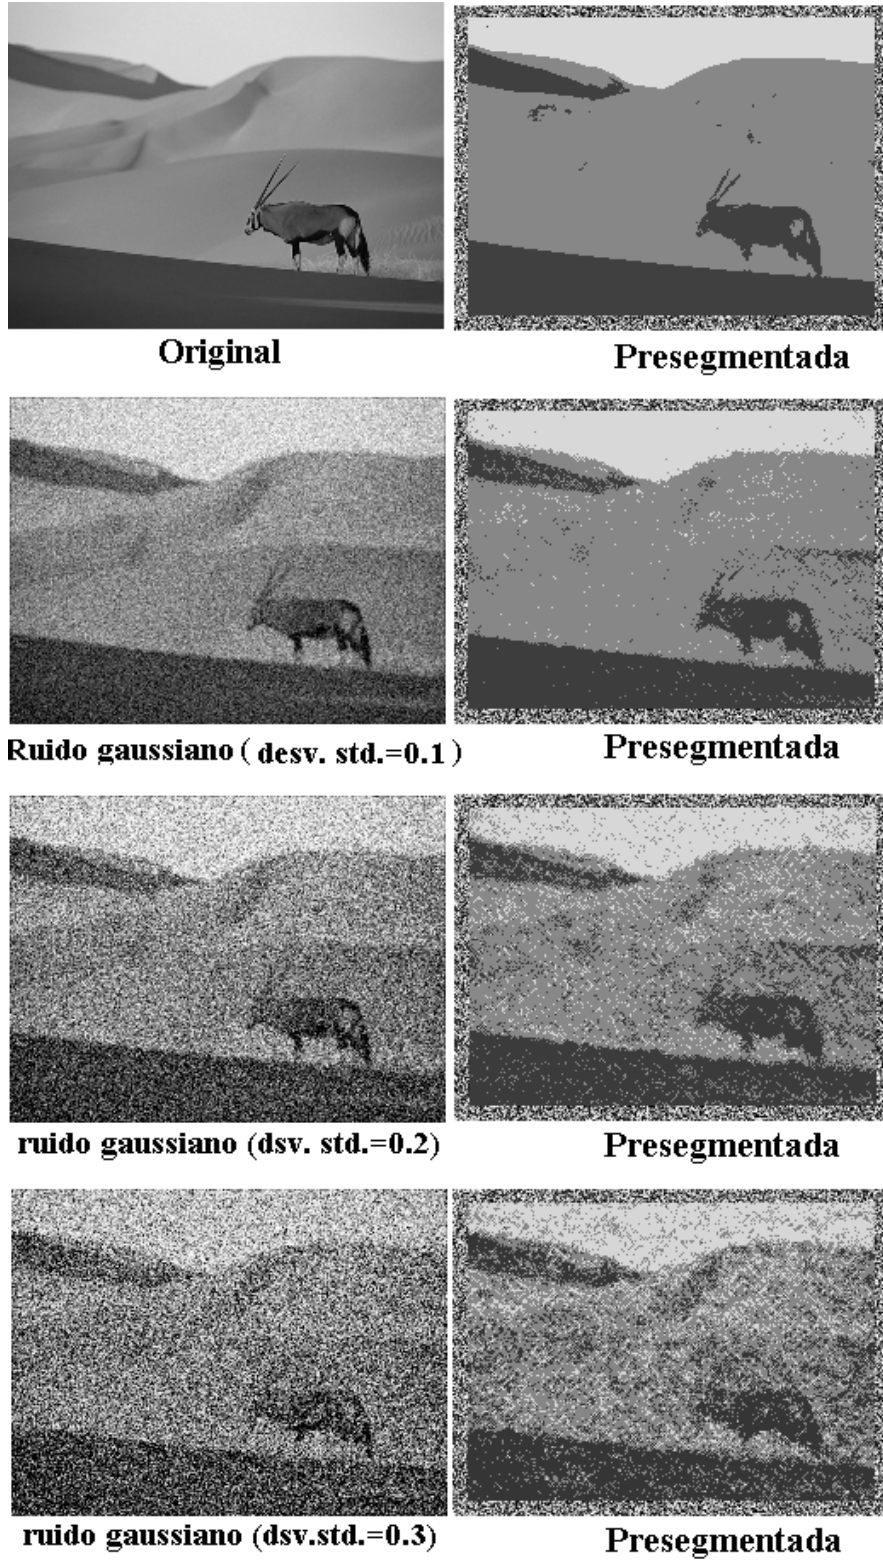 Original
Presegmentada
Ruido gaussiano ( desv. std.=0.1 )
Presegmentada
ruido gaussiano (dsv. std.=0.2)
Presegmentada
ruido gaussiano (dsv.std.=0.3)
Presegmentada